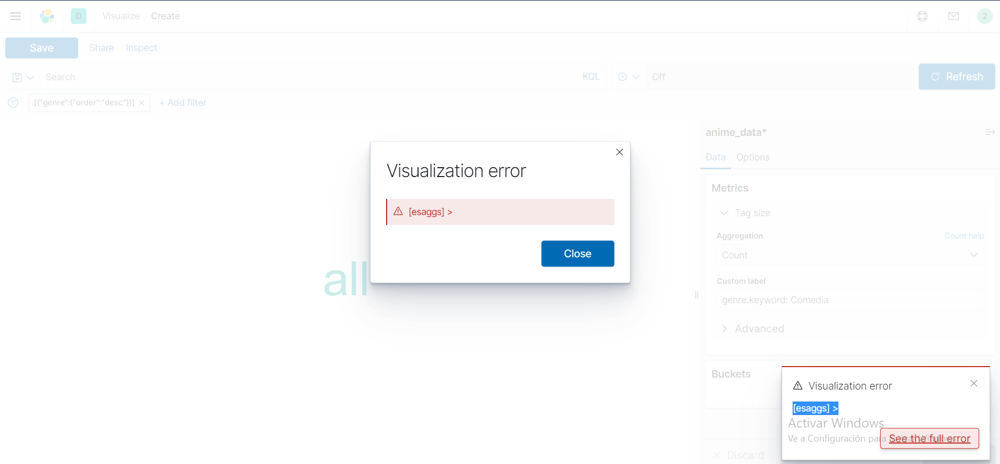 D
Visualize / Create
2
Save
Share
Inspect
Search
KQL
Off
Refresh
[{"genre":{"order":"desc"}}] ×
+ Add filter
anime_data*
Data
Options
Visualization error
[esaggs] >
Close
all
Metrics
Tag size
Aggregation
Count help
Count
Custom label
genre.keyword: Comedia
Advanced
Buckets
Visualization error
[esaggs] >
Activar Windows
Ve a Configuración para activar Windows.
See the full error
× Discard